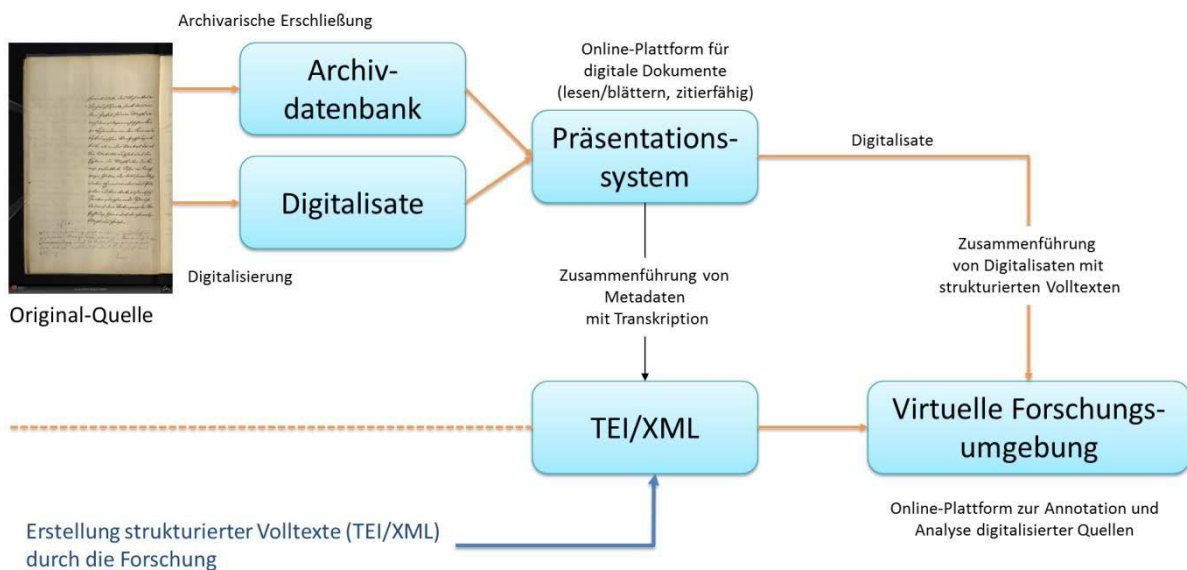 Archivarische Erschließung
Archiv-
datenbank
Digitalisate
Digitalisierung
Original-Quelle
Online-Plattform für
digitale Dokumente
(lesen/blättern, zitierfähig)
Präsentations-
system
Digitalisate
Zusammenführung von
Metadaten
mit Transkription
Zusammenführung
von Digitalisaten mit
strukturierten Volltexten
TEI/XML
Virtuelle Forschungs-
umgebung
Online-Plattform zur Annotation und
Analyse digitalisierter Quellen
Erstellung strukturierter Volltexte (TEI/XML)
durch die Forschung